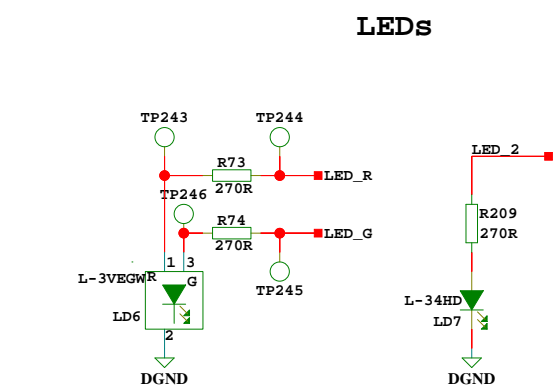 LEDs
TP243
TP244
LED_2
R73
LED_R
270R
TP246
R209
R74
LED_G
270R
270R
1 3
L-3VEGW
R
G
TP245
L-34HD
LD6
LD7
2
DGND
DGND